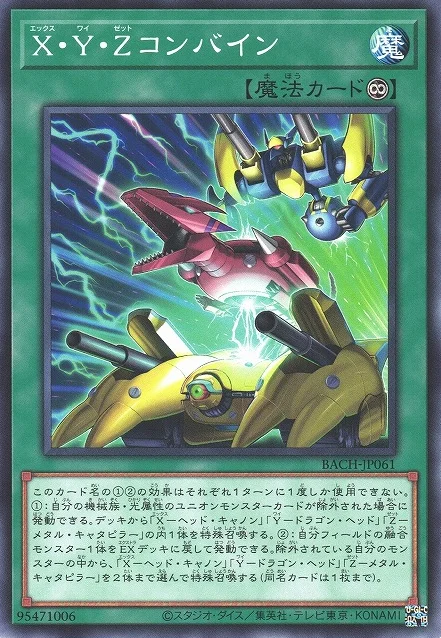 X・Y・Zコンバイン
エックス ワイ ゼット
【魔法カード】
魔
BACH-JP061
このカード名の①②の効果はそれぞれ1ターンに1度しか使用できない。
①：自分の機械族・光属性のユニオンモンスターカードが除外された場合に
発動できる。デッキから「X－ヘッド・キャノン」「Y－ドラゴン・ヘッド」「Z－
メタル・キャタピラー」の内1体を特殊召喚する。②：自分フィールドの融合
モンスター1体をEXデッキに戻して発動できる。除外されている自分のモン
スターの中から、「X－ヘッド・キャノン」「Y－ドラゴン・ヘッド」「Z－メタル・
キャタピラー」を2体まで選んで特殊召喚する（同名カードは1枚まで）。
95471006
©スタジオ・ダイス／集英社・テレビ東京・KONAMI